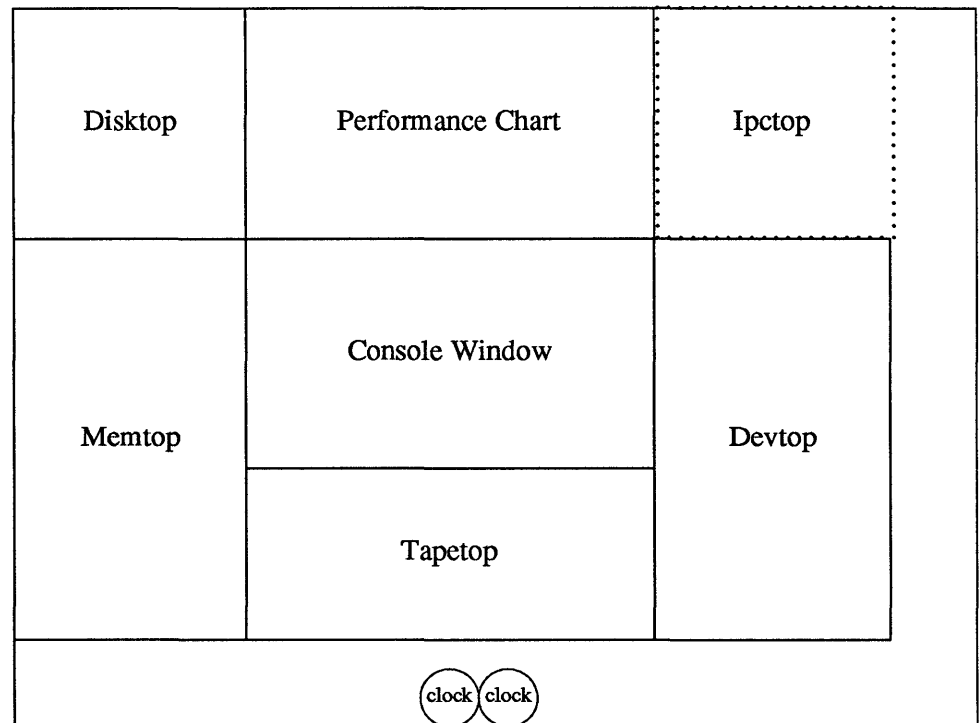 Disktop
Performance Chart
Ipctop
Console Window
Memtop
Devtop
Tapetop
clock
clock